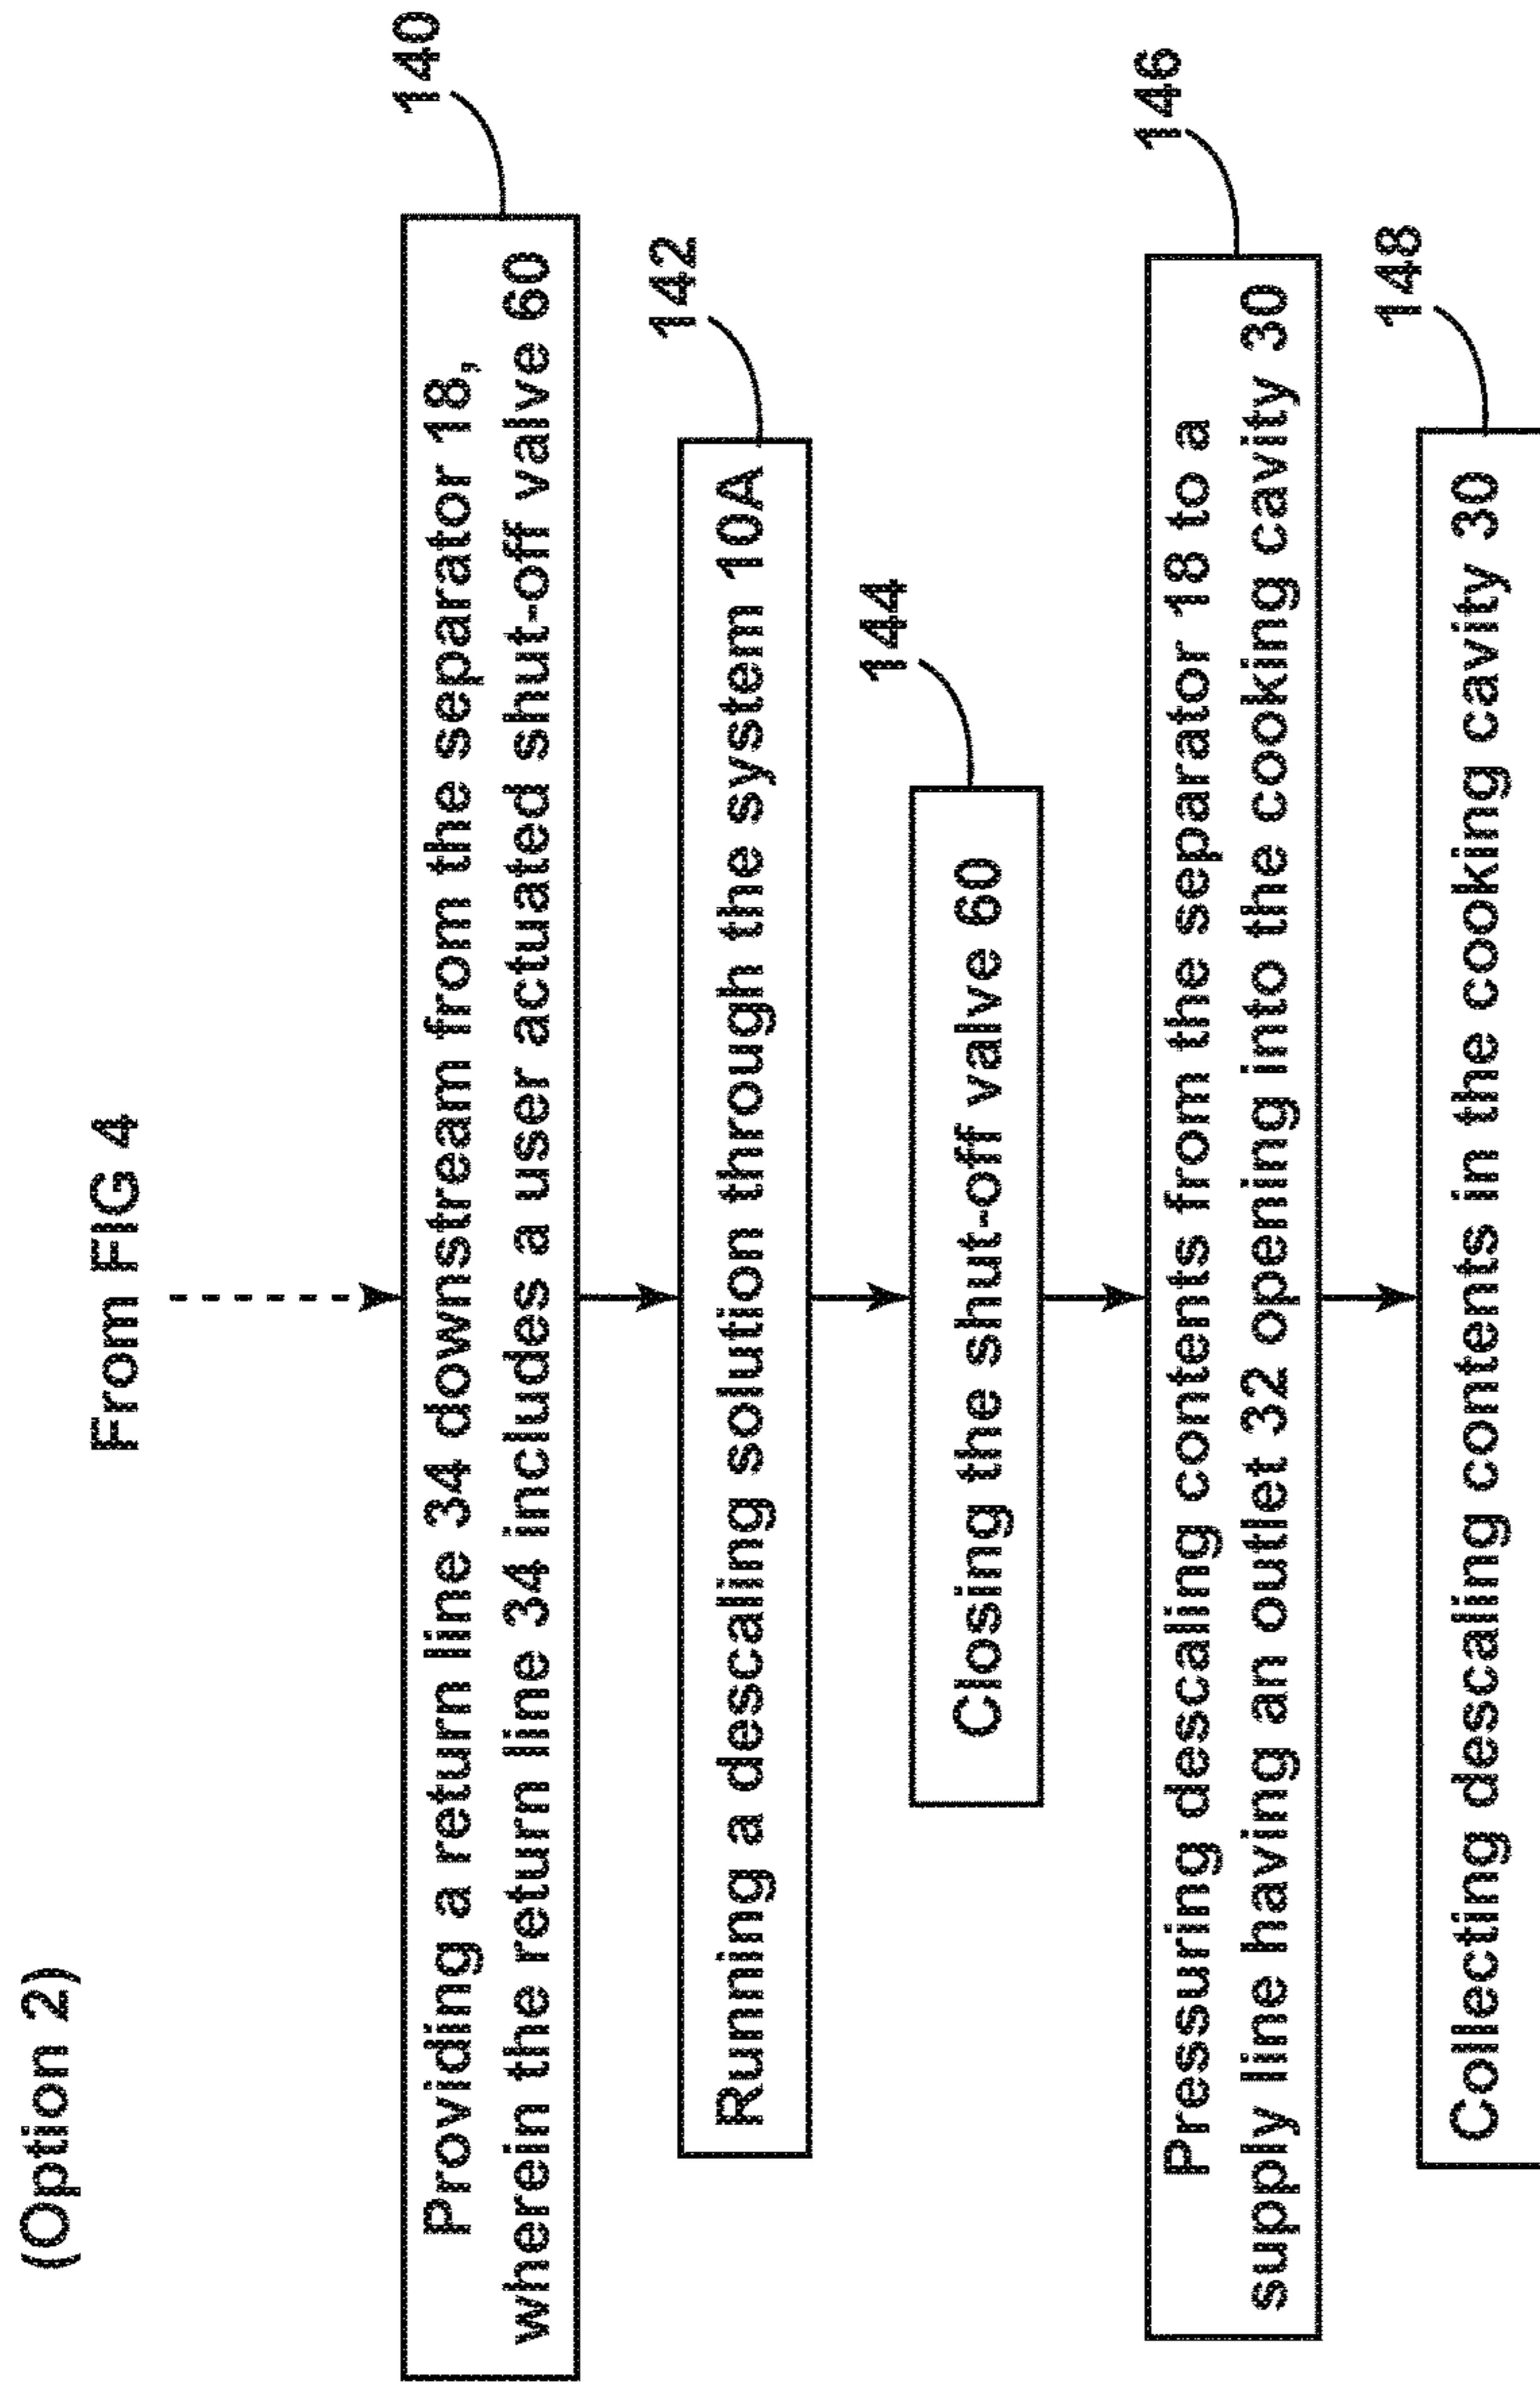 (Option 2)
From FIG 4
140
Providing a return line 34 downstream from the separator 18,
wherein the return line 34 includes a user actuated shut-off valve 60
142
Running a descaling solution through the system 10A
144
Closing the shut-off valve 60
146
Pressuring descaling contents from the separator 18 to a
supply line having an outlet 32 opening into the cooking cavity 30
148
Collecting descaling contents in the cooking cavity 30